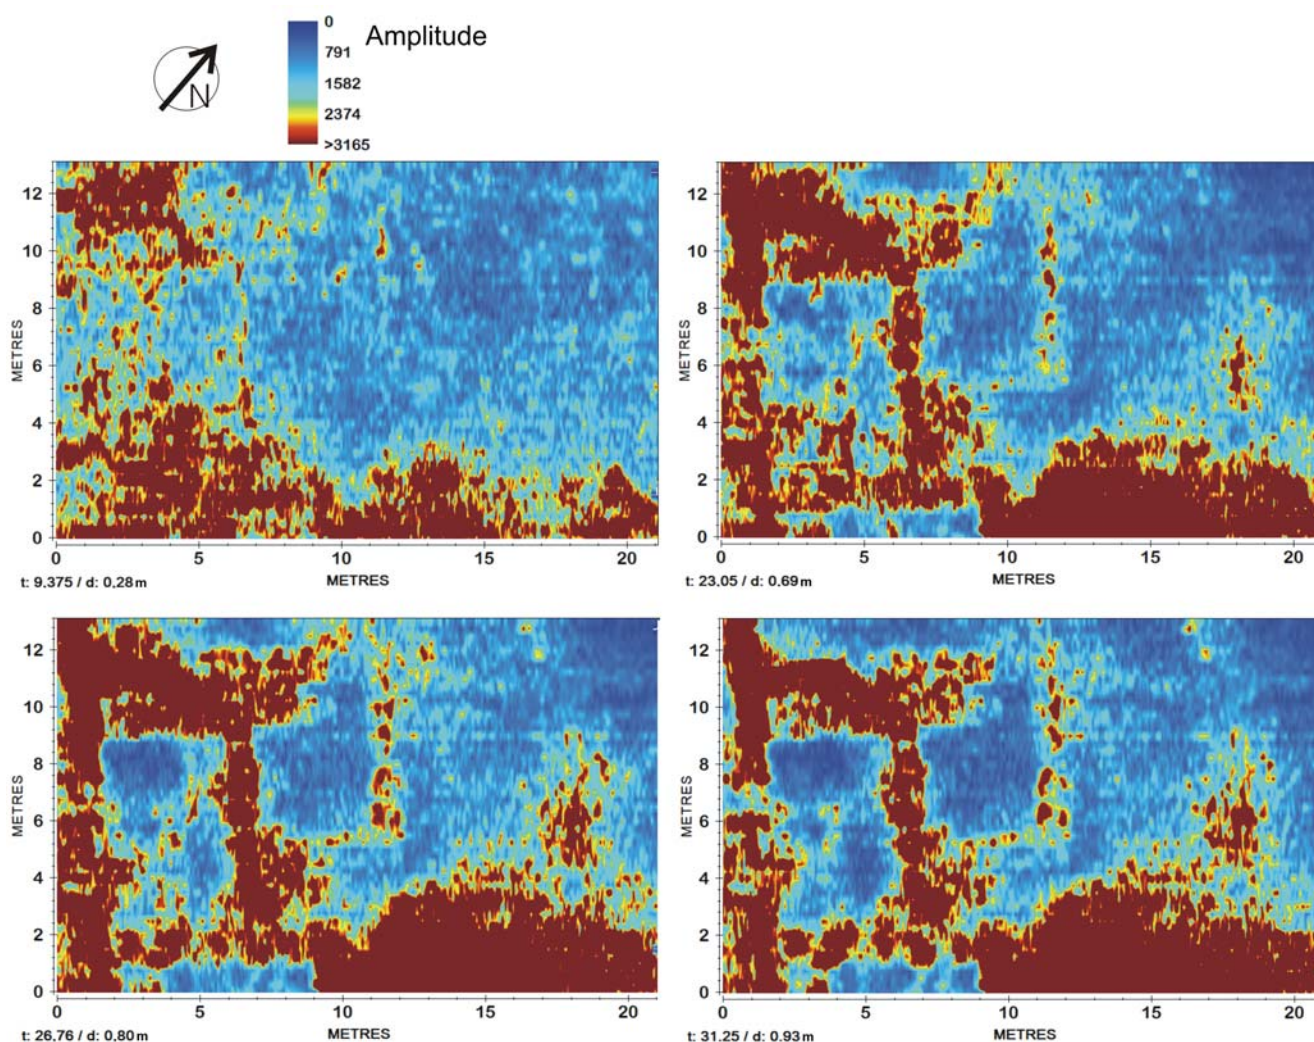 0
791
1582
2374
>3165
Amplitude
N
12
10
8
6
4
2
0
METRES
0 5 10 15 20
METRES
t: 9.375 / d: 0.28 m
12
10
8
6
4
2
0
METRES
0 5 10 15 20
METRES
t: 23.05 / d: 0.69 m
12
10
8
6
4
2
0
METRES
0 5 10 15 20
METRES
t: 26.76 / d: 0.80 m
12
10
8
6
4
2
0
METRES
0 5 10 15 20
METRES
t: 31.25 / d: 0.93 m